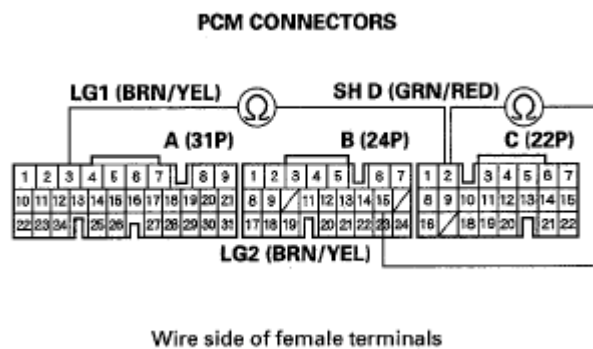 PCM CONNECTORS
LG1 (BRN/YEL) Ω SH D (GRN/RED) Ω
A (31P) B (24P) C (22P)
1 2 3 4 5 6 7 8 9 1 2 3 4 5 6 7 1 2 3 4 5 6 7
10 11 12 13 14 15 16 17 18 19 20 21 8 9 11 12 13 14 15 8 9 10 11 12 13 14 15
22 23 24 25 26 27 28 29 30 31 17 18 19 20 21 22 23 24 16 18 19 20 21 22
LG2 (BRN/YEL)
Wire side of female terminals